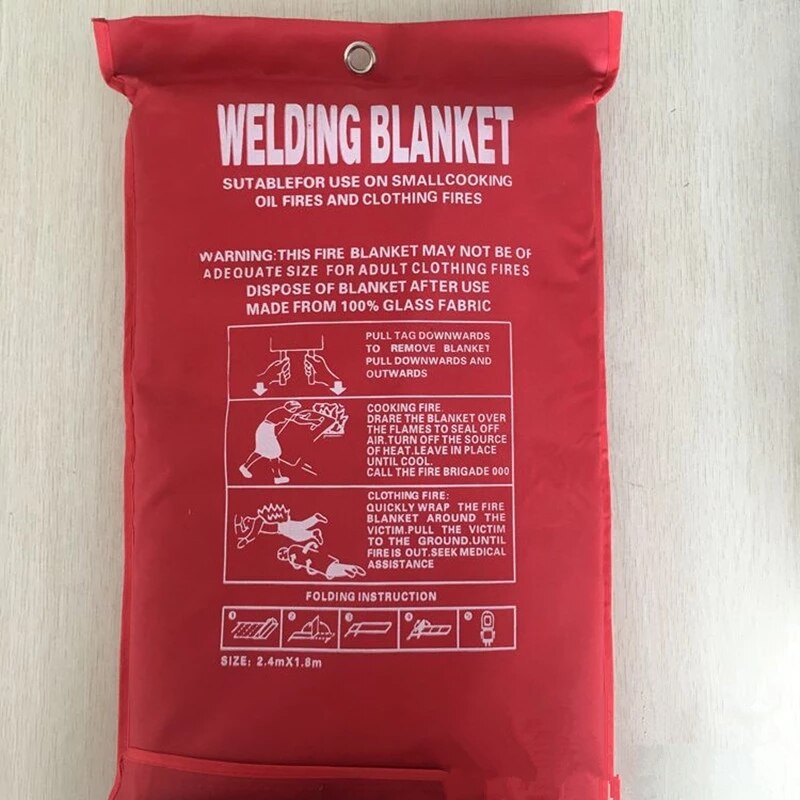 WELDING BLANKET
SUTABLEFOR USE ON SMALLCOOKING
OIL FIRES AND CLOTHING FIRES
WARNING:THIS FIRE BLANKET MAY NOT BE OF
ADEQUATE SIZE FOR ADULT CLOTHING FIRES
DISPOSE OF BLANKET AFTER USE
MADE FROM 100% GLASS FABRIC
PULL TAG DOWNWARDS
TO REMOVE BLANKET
PULL DOWNWARDS AND
OUTWARDS
COOKING FIRE.
DRARE THE BLANKET OVER
THE FLAMES TO SEAL OFF
AIR.TURN OFF THE SOURCE
OF HEAT.LEAVE IN PLACE
UNTIL COOL.
CALL THE FIRE BRIGADE 000
CLOTHING FIRE:
QUICKLY WRAP THE FIRE
BLANKET AROUND THE
VICTIM.PULL THE VICTIM
TO THE GROUND.UNTIL
FIRE IS OUT.SEEK MEDICAL
ASSISTANCE
FOLDING INSTRUCTION
1 2 3 4 5
SIZE: 2.4mX1.8m